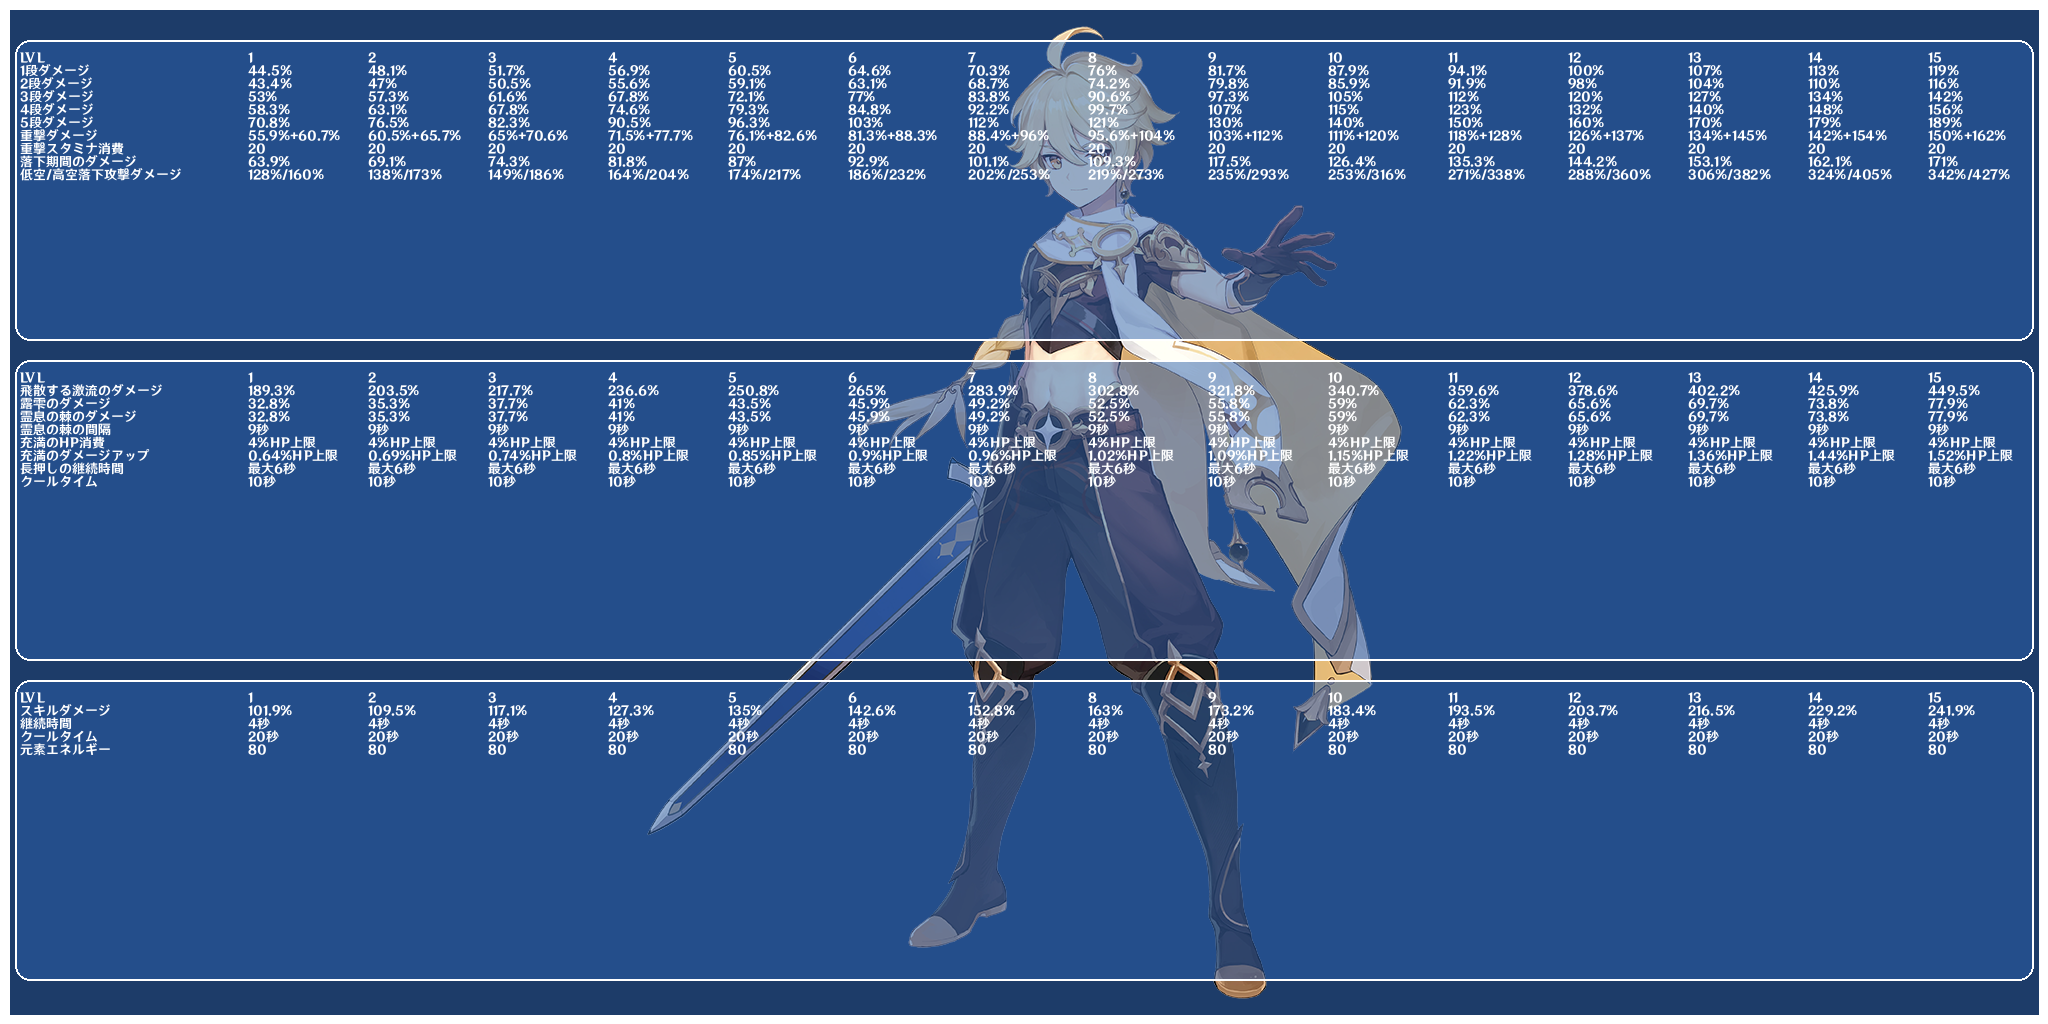 LVL 1 2 3 4 5 6 7 8 9 10 11 12 13 14 15
1段ダメージ 44.5% 48.1% 51.7% 56.9% 60.5% 64.6% 70.3% 76% 81.7% 87.9% 94.1% 100% 107% 113% 119%
2段ダメージ 43.4% 47% 50.5% 55.6% 59.1% 63.1% 68.7% 74.2% 79.8% 85.9% 91.9% 98% 104% 110% 116%
3段ダメージ 53% 57.3% 61.6% 67.8% 72.1% 77% 83.8% 90.6% 97.3% 105% 112% 120% 127% 134% 142%
4段ダメージ 58.3% 63.1% 67.8% 74.6% 79.3% 84.8% 92.2% 99.7% 107% 115% 123% 132% 140% 148% 156%
5段ダメージ 70.8% 76.5% 82.3% 90.5% 96.3% 103% 112% 121% 130% 140% 150% 160% 170% 179% 189%
重撃ダメージ 55.9%+60.7% 60.5%+65.7% 65%+70.6% 71.5%+77.7% 76.1%+82.6% 81.3%+88.3% 88.4%+96% 95.6%+104% 103%+112% 111%+120% 118%+128% 126%+137% 134%+145% 142%+154% 150%+162%
重撃スタミナ消費 20 20 20 20 20 20 20 20 20 20 20 20 20 20 20
落下期間のダメージ 63.9% 69.1% 74.3% 81.8% 87% 92.9% 101.1% 109.3% 117.5% 126.4% 135.3% 144.2% 153.1% 162.1% 171%
低空/高空落下攻撃ダメージ 128%/160% 138%/173% 149%/186% 164%/204% 174%/217% 186%/232% 202%/253% 219%/273% 235%/293% 253%/316% 271%/338% 288%/360% 306%/382% 324%/405% 342%/427%
LVL 1 2 3 4 5 6 7 8 9 10 11 12 13 14 15
飛散する激流のダメージ 189.3% 203.5% 217.7% 236.6% 250.8% 265% 283.9% 302.8% 321.8% 340.7% 359.6% 378.6% 402.2% 425.9% 449.5%
露雫のダメージ 32.8% 35.3% 37.7% 41% 43.5% 45.9% 49.2% 52.5% 55.8% 59% 62.3% 65.6% 69.7% 73.8% 77.9%
霊息の棘のダメージ 32.8% 35.3% 37.7% 41% 43.5% 45.9% 49.2% 52.5% 55.8% 59% 62.3% 65.6% 69.7% 73.8% 77.9%
霊息の棘の間隔 9秒 9秒 9秒 9秒 9秒 9秒 9秒 9秒 9秒 9秒 9秒 9秒 9秒 9秒 9秒
充満のHP消費 4%HP上限 4%HP上限 4%HP上限 4%HP上限 4%HP上限 4%HP上限 4%HP上限 4%HP上限 4%HP上限 4%HP上限 4%HP上限 4%HP上限 4%HP上限 4%HP上限 4%HP上限
充満のダメージアップ 0.64%HP上限 0.69%HP上限 0.74%HP上限 0.8%HP上限 0.85%HP上限 0.9%HP上限 0.96%HP上限 1.02%HP上限 1.09%HP上限 1.15%HP上限 1.22%HP上限 1.28%HP上限 1.36%HP上限 1.44%HP上限 1.52%HP上限
長押しの継続時間 最大6秒 最大6秒 最大6秒 最大6秒 最大6秒 最大6秒 最大6秒 最大6秒 最大6秒 最大6秒 最大6秒 最大6秒 最大6秒 最大6秒 最大6秒
クールタイム 10秒 10秒 10秒 10秒 10秒 10秒 10秒 10秒 10秒 10秒 10秒 10秒 10秒 10秒 10秒
LVL 1 2 3 4 5 6 7 8 9 10 11 12 13 14 15
スキルダメージ 101.9% 109.5% 117.1% 127.3% 135% 142.6% 152.8% 163% 173.2% 183.4% 193.5% 203.7% 216.5% 229.2% 241.9%
継続時間 4秒 4秒 4秒 4秒 4秒 4秒 4秒 4秒 4秒 4秒 4秒 4秒 4秒 4秒 4秒
クールタイム 20秒 20秒 20秒 20秒 20秒 20秒 20秒 20秒 20秒 20秒 20秒 20秒 20秒 20秒 20秒
元素エネルギー 80 80 80 80 80 80 80 80 80 80 80 80 80 80 80